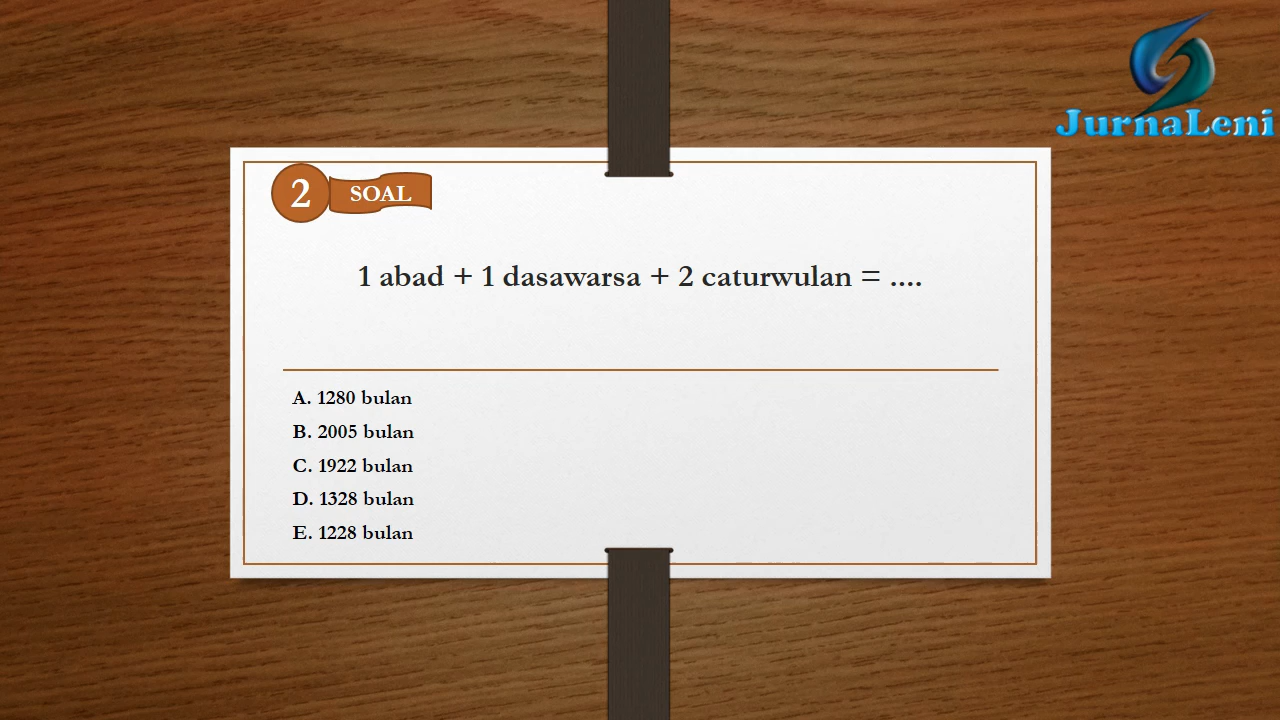 JurnaLeni
2 SOAL
1 abad + 1 dasawarsa + 2 caturwulan = ....
A. 1280 bulan
B. 2005 bulan
C. 1922 bulan
D. 1328 bulan
E. 1228 bulan